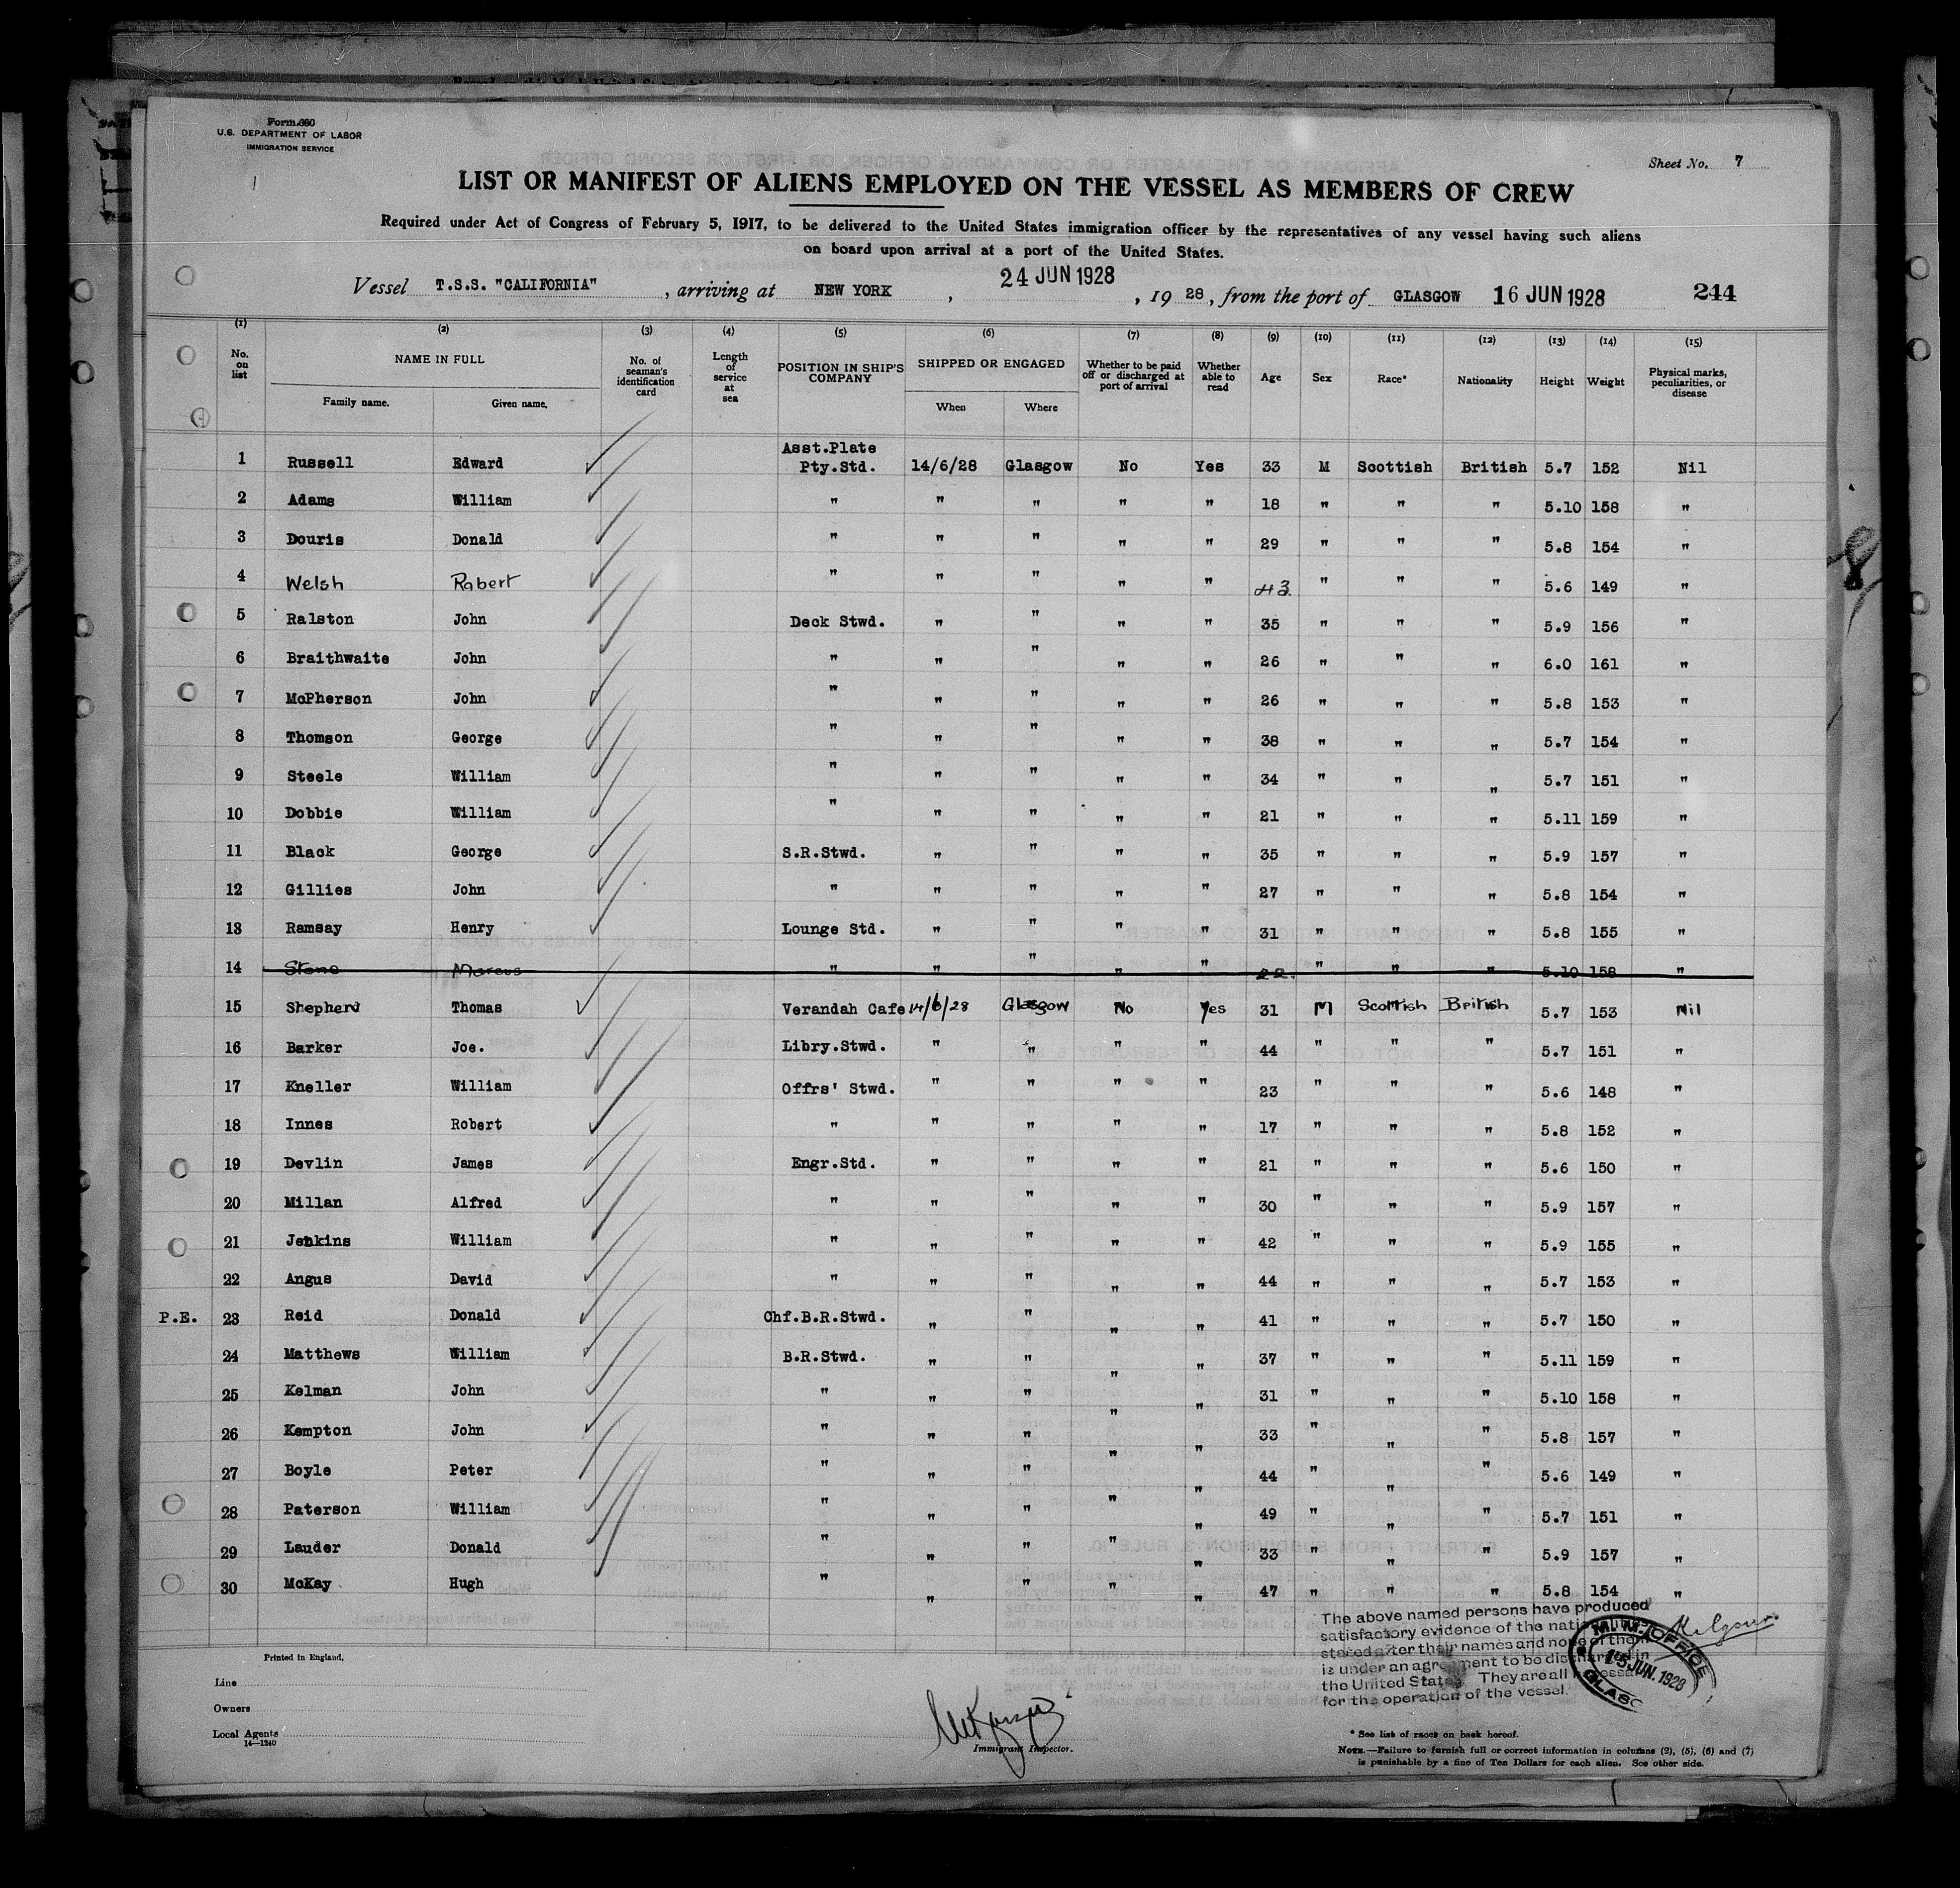 Form 660
U.S. DEPARTMENT OF LABOR
IMMIGRATION SERVICE
Sheet No. 7
LIST OR MANIFEST OF ALIENS EMPLOYED ON THE VESSEL AS MEMBERS OF CREW
Required under Act of Congress of February 5, 1917, to be delivered to the United States immigration officer by the representatives of any vessel having such aliens
on board upon arrival at a port of the United States.
Vessel T.S.S. "CALIFORNIA", arriving at NEW YORK, 24 JUN 1928, 19 28, from the port of GLASGOW 16 JUN 1928 244
(1) (2) (3) (4) (5) (6) (7) (8) (9) (10) (11) (12) (13) (14) (15)
No. on list NAME IN FULL No. of seaman's identification card Length of service at sea POSITION IN SHIP'S COMPANY SHIPPED OR ENGAGED Whether to be paid off or discharged at port of arrival Whether able to read Age Sex Race* Nationality Height Weight Physical marks, peculiarities, or disease
Family name. Given name. When Where
1 Russell Edward Asst.Plate Pty.Std. 14/6/28 Glasgow No Yes 33 M Scottish British 5.7 152 Nil
2 Adams William " " " " " 18 " " " 5.10 158 "
3 Douris Donald " " " " " 29 " " " 5.8 154 "
4 Welsh Robert " " " " " 43 " " " 5.6 149 "
5 Ralston John Deck Stwd. " " " " 35 " " " 5.9 156 "
6 Braithwaite John " " " " " 26 " " " 6.0 161 "
7 McPherson John " " " " " 26 " " " 5.8 153 "
8 Thomson George " " " " " 38 " " " 5.7 154 "
9 Steele William " " " " " 34 " " " 5.7 151 "
10 Dobbie William " " " " " 21 " " " 5.11 159 "
11 Black George S.R.Stwd. " " " " 35 " " " 5.9 157 "
12 Gillies John " " " " " 27 " " " 5.8 154 "
13 Ramsay Henry Lounge Std. " " " " 31 " " " 5.8 155 "
14 Stone Marcus " " " " " 22 " " " 5.10 158 "
15 Shepherd Thomas Verandah Cafe 14/6/28 Glasgow No Yes 31 M Scottish British 5.7 153 Nil
16 Barker Joe. Libry.Stwd. " " " " 44 " " " 5.7 151 "
17 Kneller William Offrs' Stwd. " " " " 23 " " " 5.6 148 "
18 Innes Robert " " " " " 17 " " " 5.8 152 "
19 Devlin James Engr.Std. " " " " 21 " " " 5.6 150 "
20 Millan Alfred " " " " " 30 " " " 5.9 157 "
21 Jenkins William " " " " " 42 " " " 5.9 155 "
22 Angus David " " " " " 44 " " " 5.7 153 "
P.E. 23 Reid Donald Chf.B.R.Stwd. " " " " 41 " " " 5.7 150 "
24 Matthews William B.R.Stwd. " " " " 37 " " " 5.11 159 "
25 Kelman John " " " " " 31 " " " 5.10 158 "
26 Kempton John " " " " " 33 " " " 5.8 157 "
27 Boyle Peter " " " " " 44 " " " 5.6 149 "
28 Paterson William " " " " " 49 " " " 5.7 151 "
29 Lauder Donald " " " " " 33 " " " 5.9 157 "
30 McKay Hugh " " " " " 47 " " " 5.8 154 "
The above named persons have produced
satisfactory evidence of the nationalities
stated after their names and none of them
is under an agreement to be discharged in
the United States. They are all necessary
for the operation of the vessel.
M.M. OFFICE
15 JUN. 1928
GLASG
Printed in England.
Line
Owners
Local Agents
14—1240
Immigrant Inspector.
* See list of races on back hereof.
NOTE.—Failure to furnish full or correct information in columns (2), (5), (6) and (7)
is punishable by a fine of Ten Dollars for each alien. See other side.